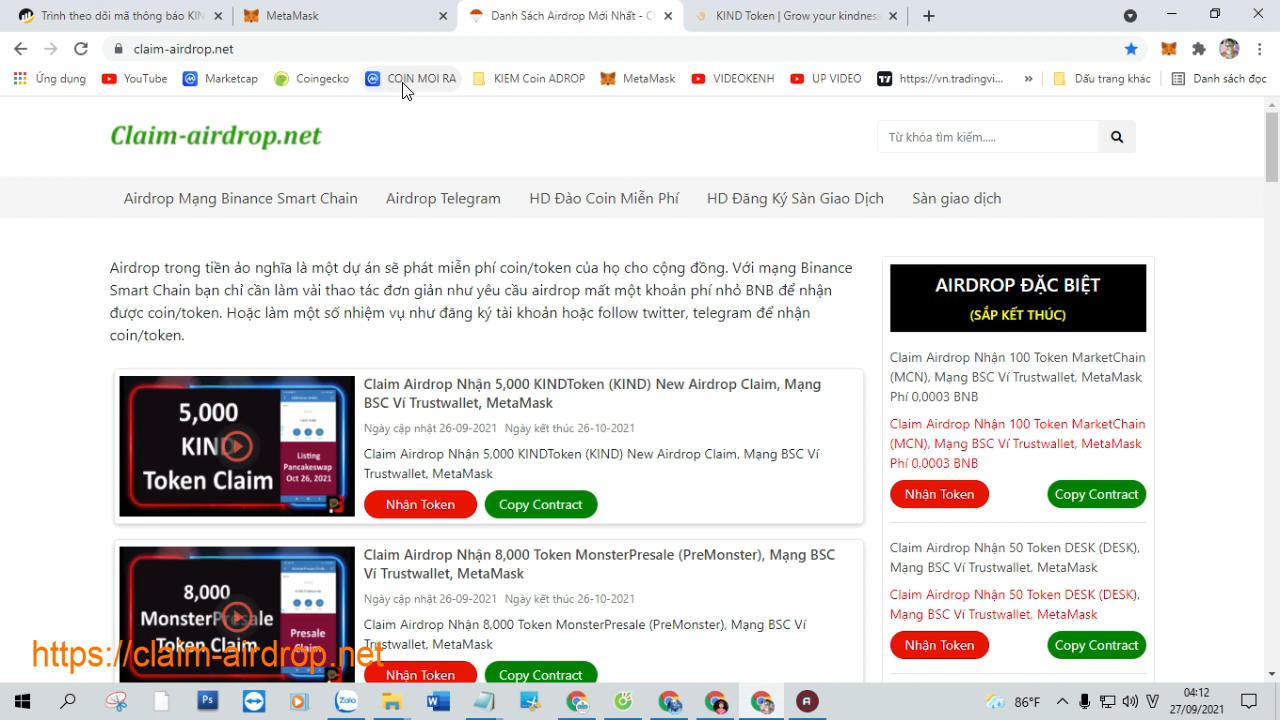 Trình đọc mã thông báo KIN
MetaMask
Danh Sách Airdrop Mới Nhất - C
KIND Token | Grow your kindness
claim-airdrop.net
Ứng dụng
YouTube
Marketcap
Coingecko
COIN MOI RA
KIEM Coin ADROP
MetaMask
VIDEOKENH
UP VIDEO
https://vn.tradingvi...
»
Dấu trang khác
Danh sách đọc
Claim-airdrop.net
Từ khóa tìm kiếm.....
Airdrop Mạng Binance Smart Chain
Airdrop Telegram
HD Đào Coin Miễn Phí
HD Đăng Ký Sàn Giao Dịch
Sàn giao dịch
Airdrop trong tiền ảo nghĩa là một dự án sẽ phát miễn phí coin/token của họ cho cộng đồng. Với mạng Binance
Smart Chain bạn chỉ cần làm vài thao tác đơn giản như yêu cầu airdrop mất một khoản phí nhỏ BNB để nhận
được coin/token. Hoặc làm một số nhiệm vụ như đăng ký tài khoản hoặc follow twitter, telegram để nhận
coin/token.
5,000
KIND
Token Claim
Listing
Pancakeswap
Oct 26, 2021
Claim Airdrop Nhận 5,000 KINDToken (KIND) New Airdrop Claim, Mạng
BSC Ví Trustwallet, MetaMask
Ngày cập nhật 26-09-2021 Ngày kết thúc 26-10-2021
Claim Airdrop Nhận 5,000 KINDToken (KIND) New Airdrop Claim, Mạng BSC Ví
Trustwallet, MetaMask
Nhận Token
Copy Contract
8,000
MonsterPresale
Token Claim
Presale
Claim
Claim Airdrop Nhận 8,000 Token MonsterPresale (PreMonster), Mạng BSC
Ví Trustwallet, MetaMask
Ngày cập nhật 26-09-2021 Ngày kết thúc 26-10-2021
Claim Airdrop Nhận 8,000 Token MonsterPresale (PreMonster), Mạng BSC Ví
Trustwallet, MetaMask
Nhận Token
Copy Contract
AIRDROP ĐẶC BIỆT
(SẮP KẾT THÚC)
Claim Airdrop Nhận 100 Token MarketChain
(MCN), Mạng BSC Ví Trustwallet, MetaMask
Phí 0,0003 BNB
Claim Airdrop Nhận 100 Token MarketChain
(MCN), Mạng BSC Ví Trustwallet, MetaMask
Phí 0,0003 BNB
Nhận Token
Copy Contract
Claim Airdrop Nhận 50 Token DESK (DESK),
Mạng BSC Ví Trustwallet, MetaMask
Claim Airdrop Nhận 50 Token DESK (DESK),
Mạng BSC Ví Trustwallet, MetaMask
Nhận Token
Copy Contract
https://claim-airdrop.net
Zalo
86°F
04:12
27/09/2021